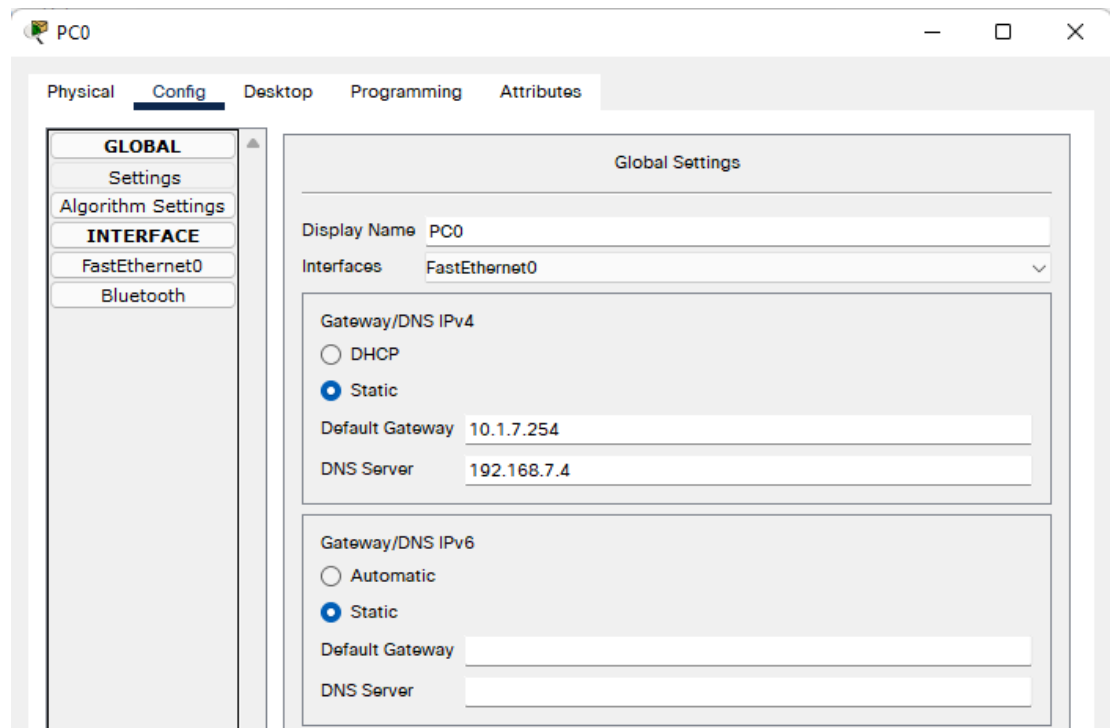 PC0
Physical Config Desktop Programming Attributes
GLOBAL
Settings
Algorithm Settings
INTERFACE
FastEthernet0
Bluetooth
Global Settings
Display Name PC0
Interfaces FastEthernet0
Gateway/DNS IPv4
DHCP
Static
Default Gateway 10.1.7.254
DNS Server 192.168.7.4
Gateway/DNS IPv6
Automatic
Static
Default Gateway
DNS Server